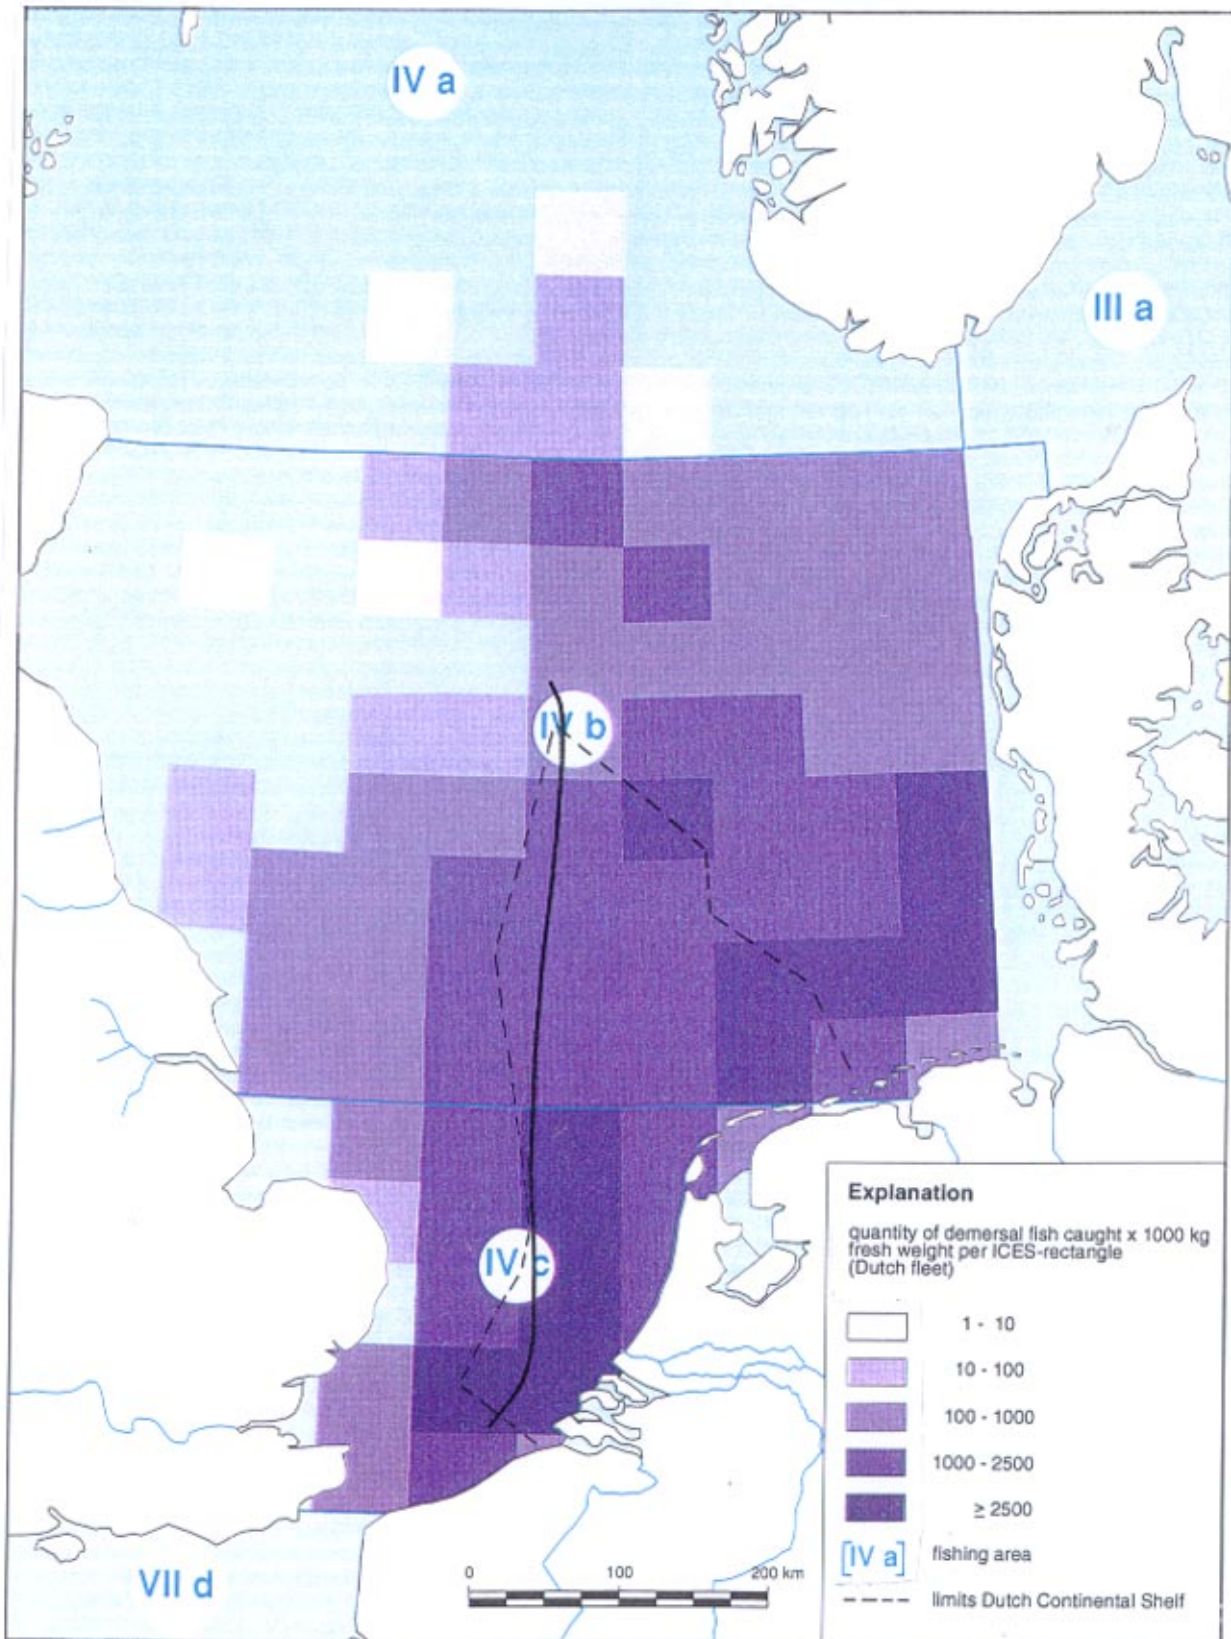 IV a
III a
IV b
IV c
VII d
Explanation
quantity of demersal fish caught x 1000 kg
fresh weight per ICES-rectangle
(Dutch fleet)
1 - 10
10 - 100
100 - 1000
1000 - 2500
≥ 2500
[IV a] fishing area
limits Dutch Continental Shelf
0 100 200 km